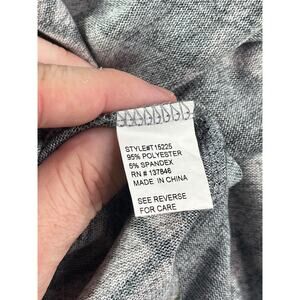 STYLE#T15225
95% POLYESTER
5% SPANDEX
RN # 137846
MADE IN CHINA
SEE REVERSE
FOR CARE